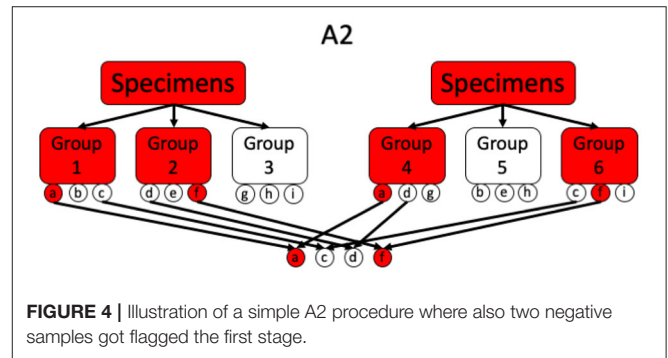 A2
Specimens Specimens
Group 1 Group 2 Group 3 Group 4 Group 5 Group 6
a b c d e f g h i a d g b e h c f i
a c d f
FIGURE 4 | Illustration of a simple A2 procedure where also two negative
samples got flagged the first stage.